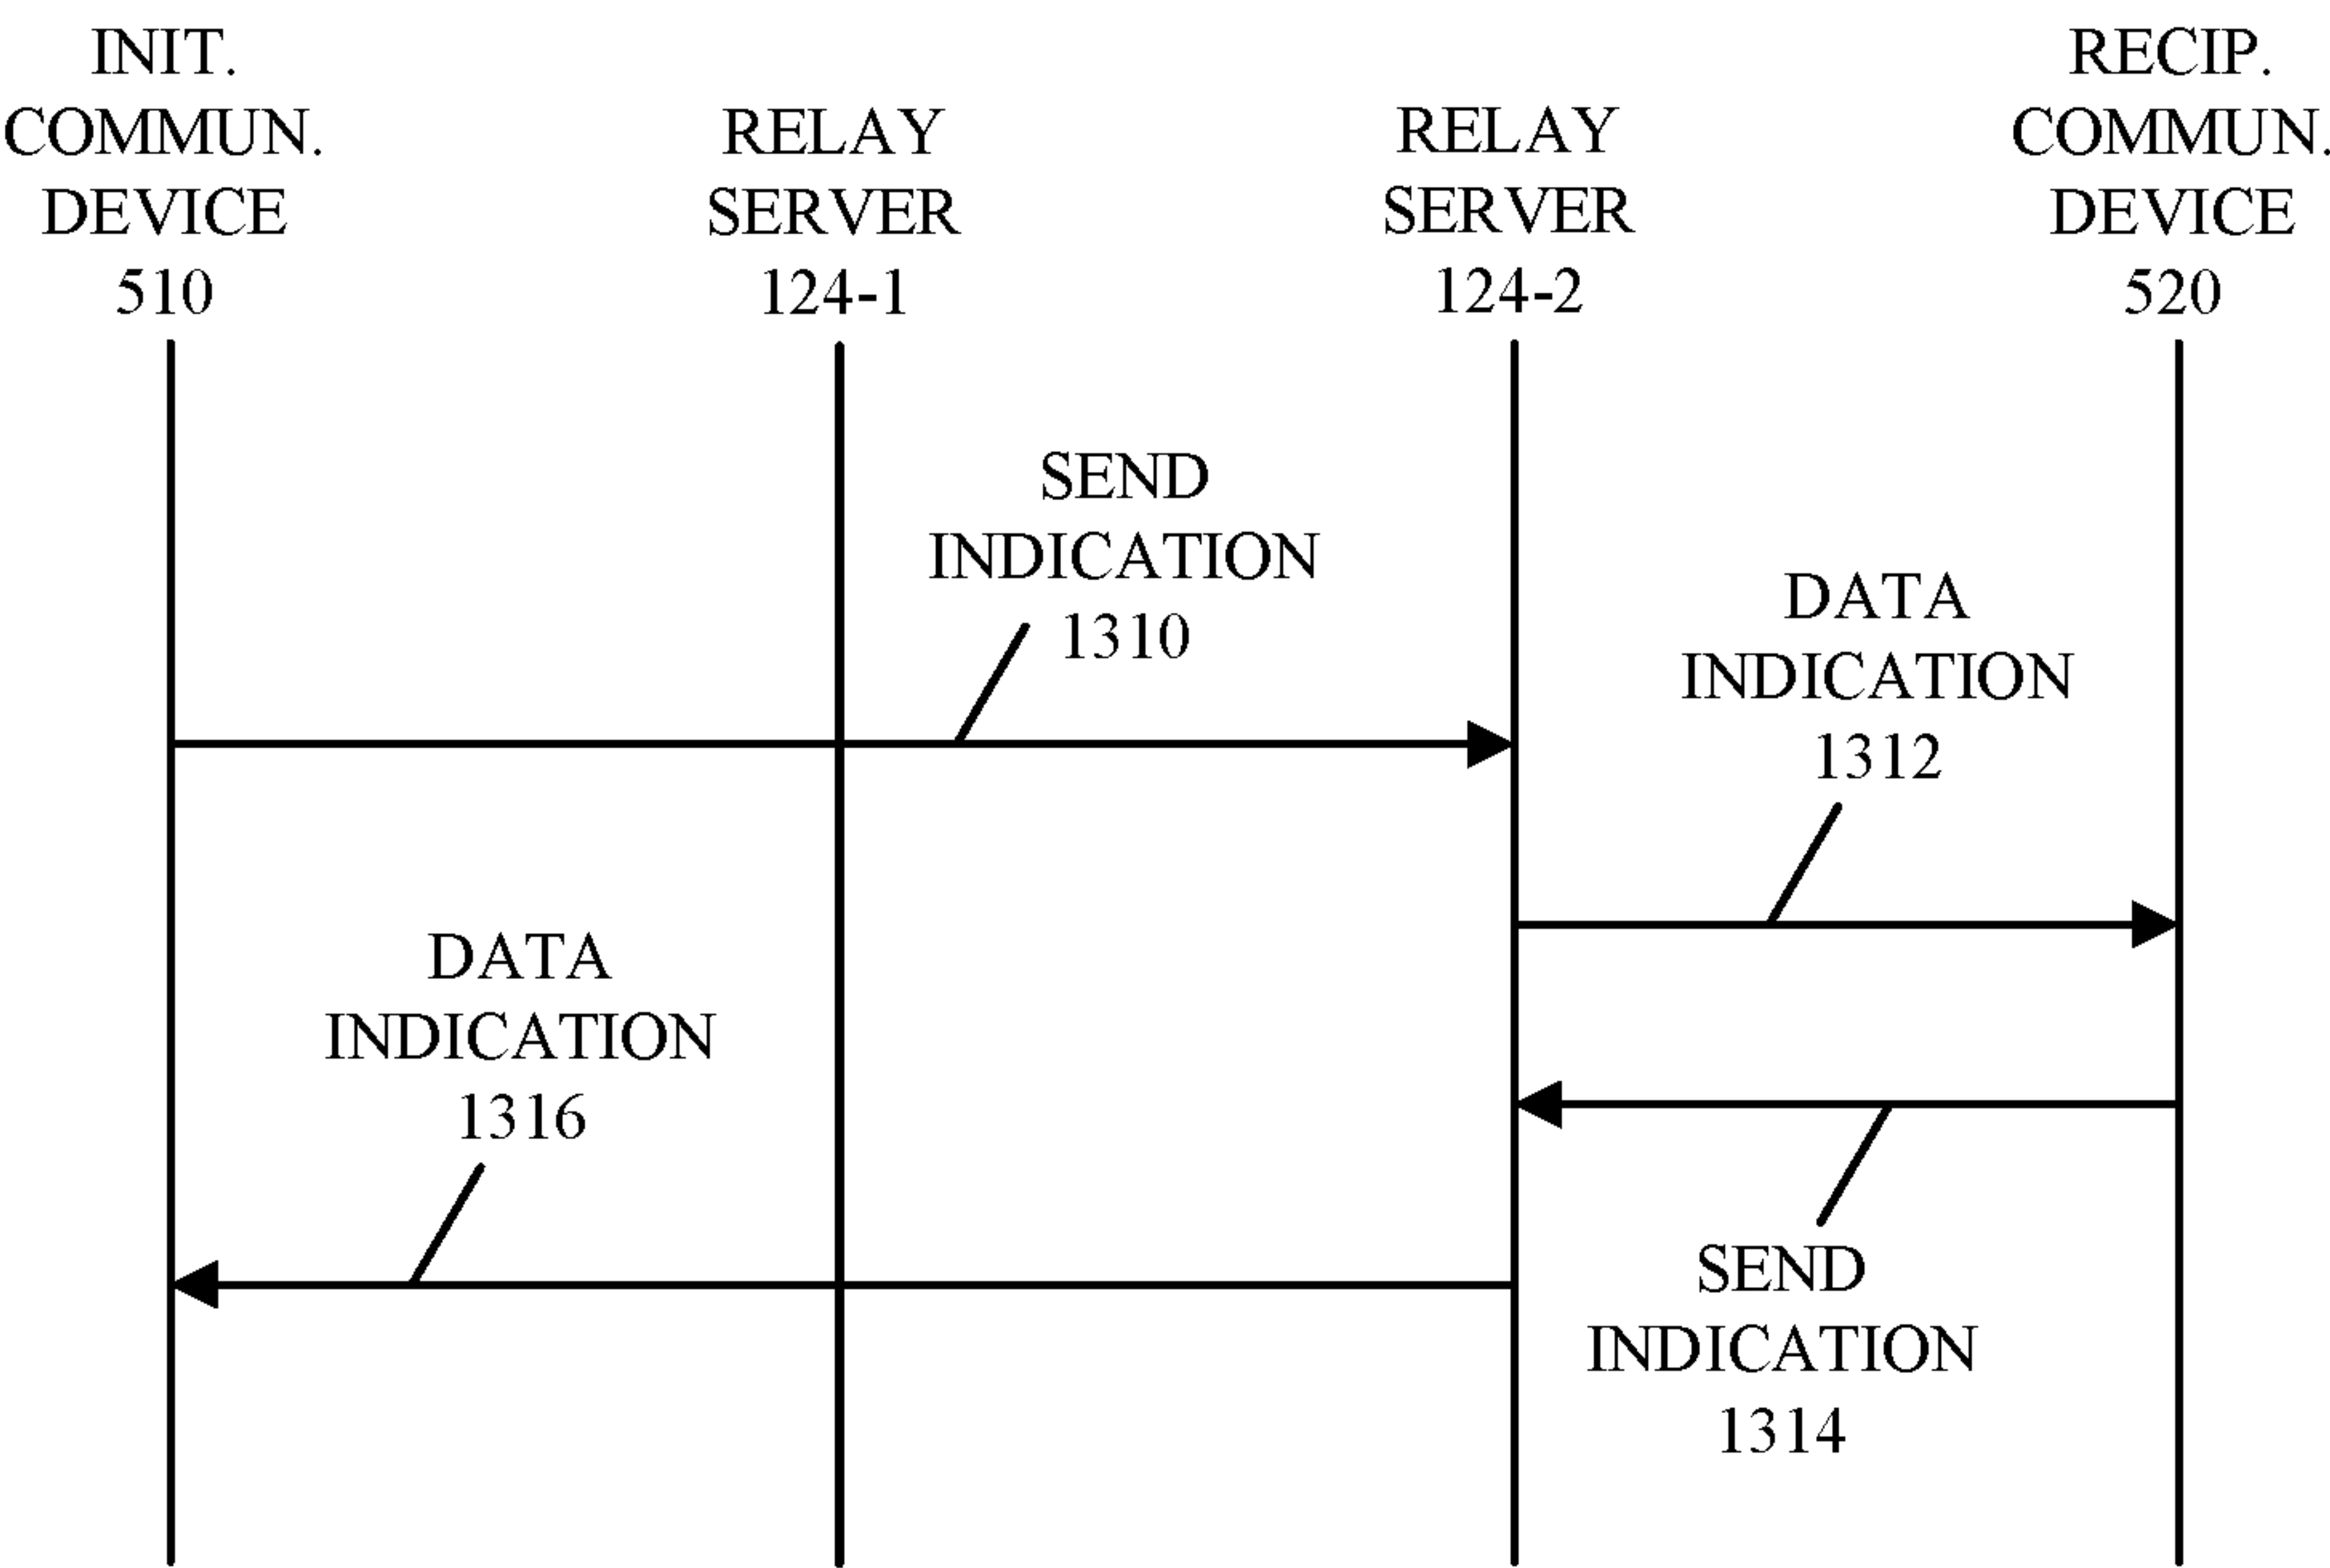 INIT.
COMMUN.
DEVICE
510
RELAY
SERVER
124-1
RELAY
SERVER
124-2
RECIP.
COMMUN.
DEVICE
520
SEND
INDICATION
1310
DATA
INDICATION
1312
DATA
INDICATION
1316
SEND
INDICATION
1314